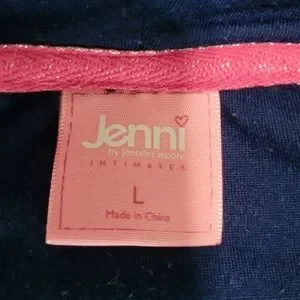 Jenni
by jennifer moore
INTIMATES
L
Made in China